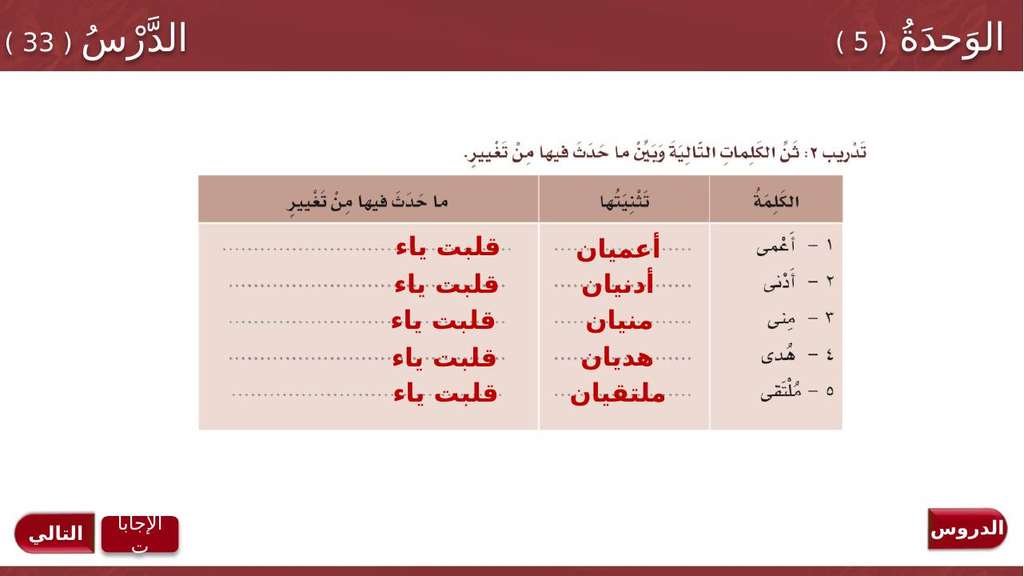 الوَحدَةُ ( 5 )
الدَّرْسُ ( 33 )
تَدْريب ٢: ثَنِّ الكَلِماتِ التّالِيَةَ وَبَيِّنْ ما حَدَثَ فيها مِنْ تَغْييرٍ.
الكَلِمَةُ تَثْنِيَتُها ما حَدَثَ فيها مِنْ تَغْييرٍ
١ – أَعْمى أعميان قلبت ياء
٢ – أَدْنى أدنيان قلبت ياء
٣ – مِنى منيان قلبت ياء
٤ – هُدى هديان قلبت ياء
٥ – مُلْتَقى ملتقيان قلبت ياء
الدروس
الإجابا
ت
التالي